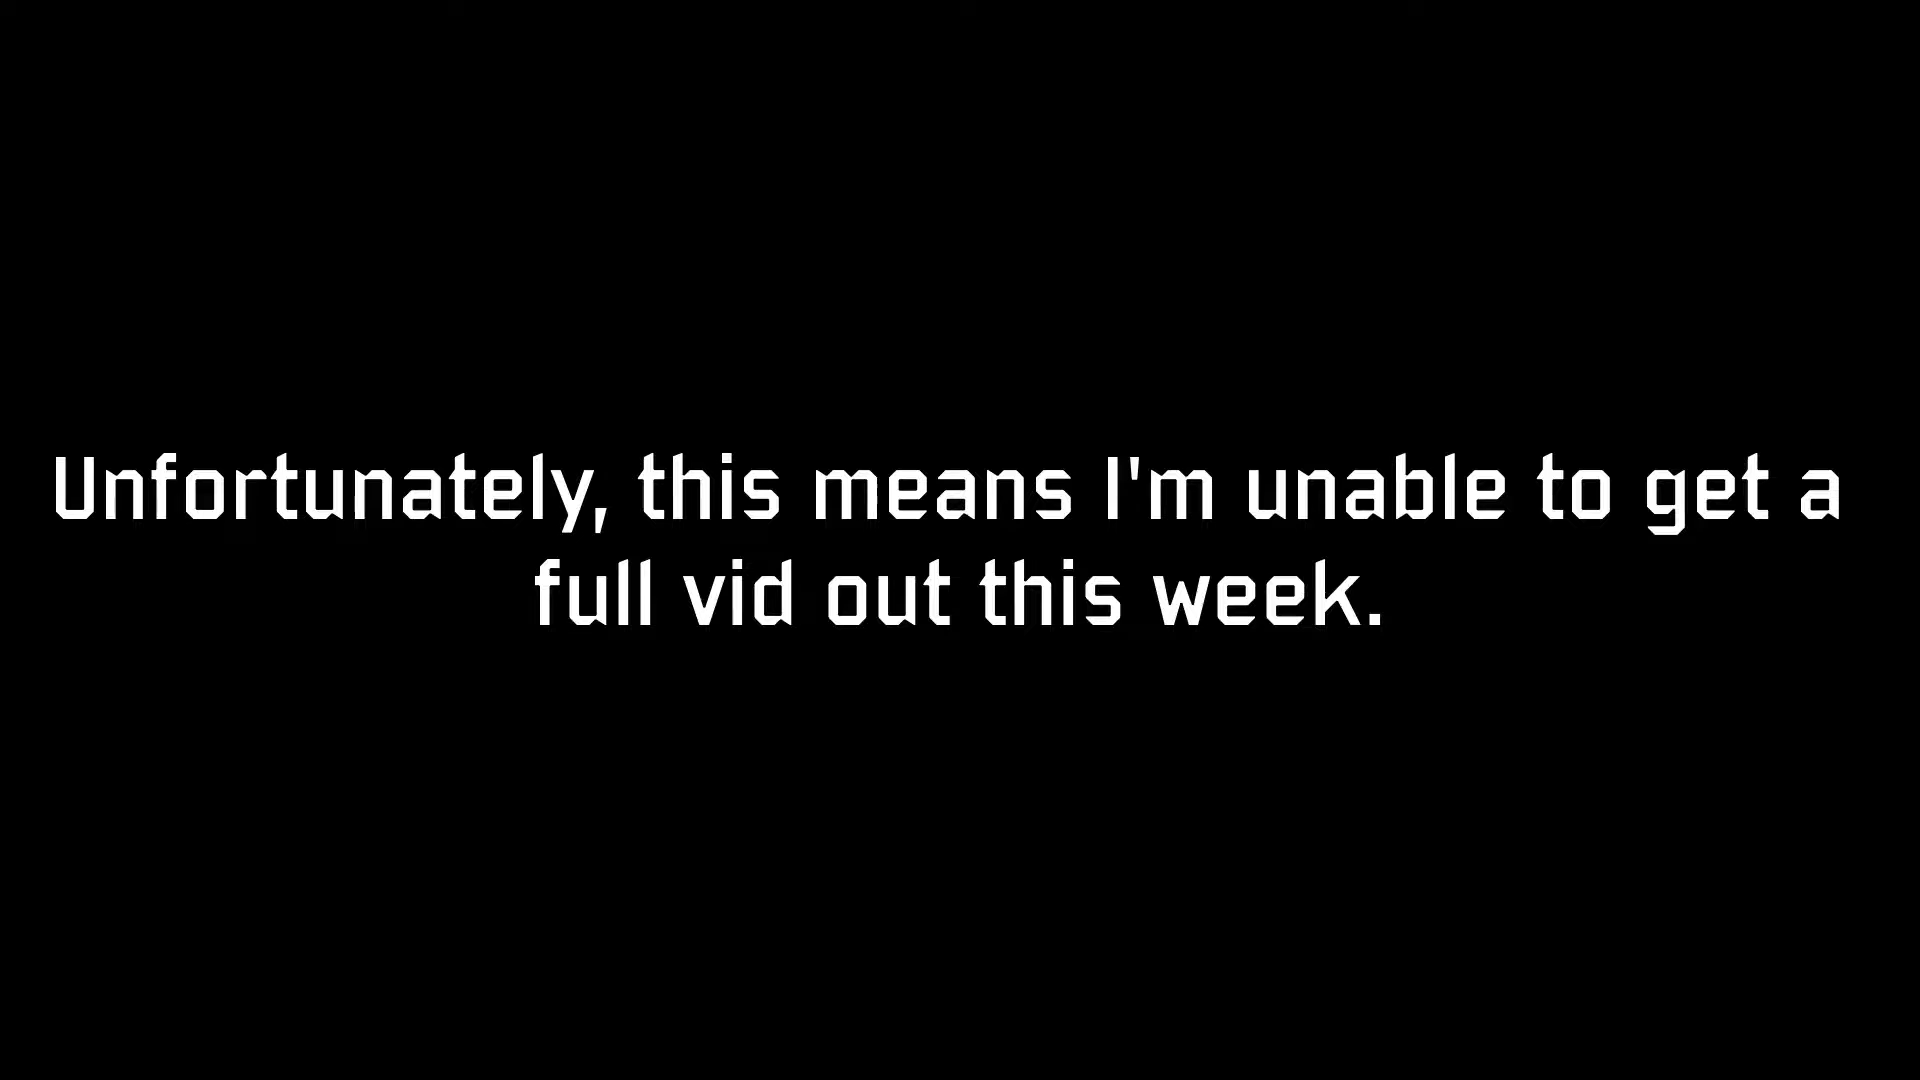 Unfortunately, this means I'm unable to get a
full vid out this week.